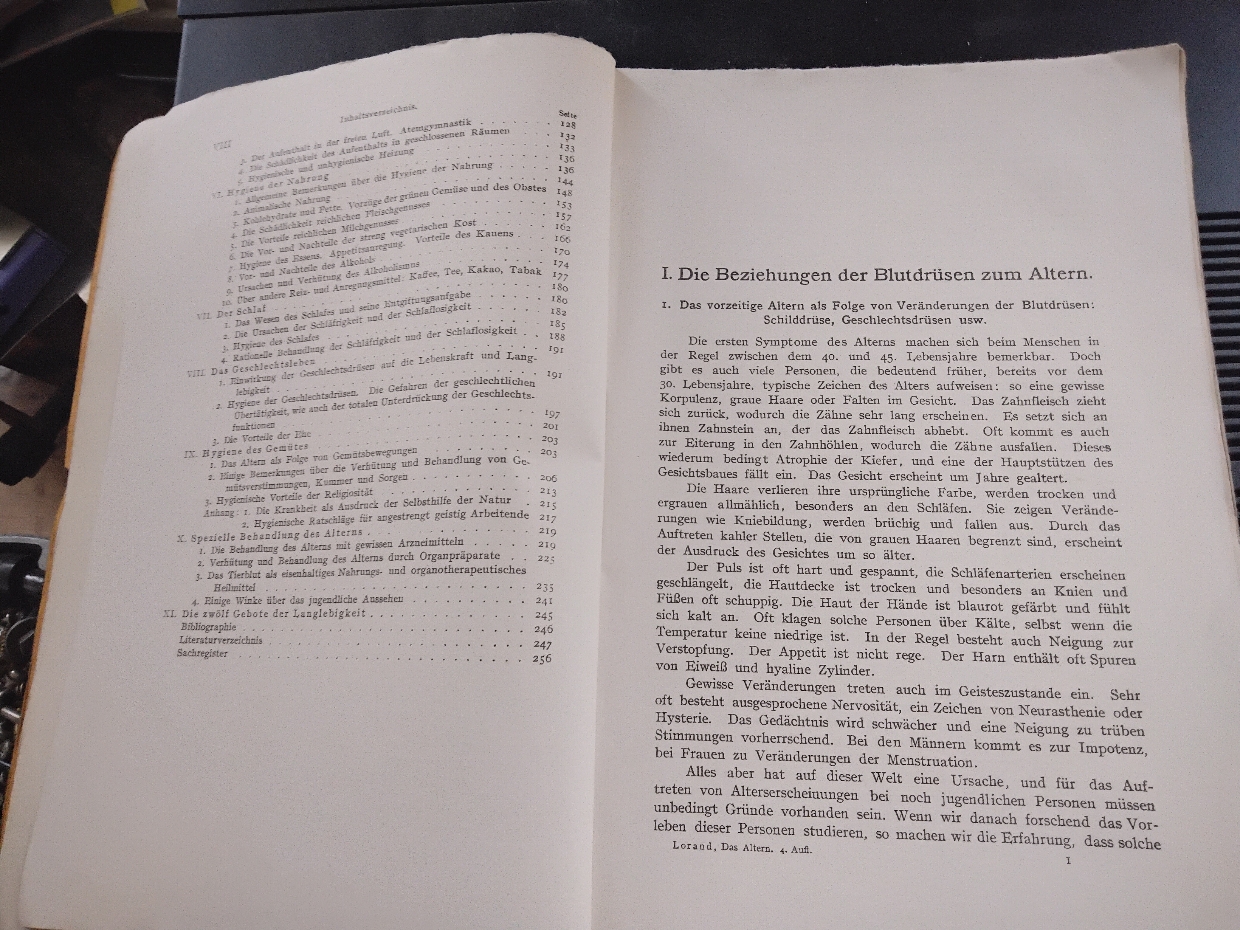 VIII
Inhaltsverzeichnis.
Seite
3. Der Aufenthalt in der freien Luft. Atemgymnastik 128
4. Die Schädlichkeit des Aufenthalts in geschlossenen Räumen 132
5. Hygienische und unhygienische Heizung 133
VI. Hygiene der Nahrung 136
1. Allgemeine Bemerkungen über die Hygiene der Nahrung 136
2. Animalische Nahrung 144
3. Kohlehydrate und Fette. Vorzüge der grünen Gemüse und des Obstes 148
4. Die Schädlichkeit reichlichen Fleischgenusses 153
5. Die Vorteile reichlichen Milchgenusses 157
6. Die Vor- und Nachteile der streng vegetarischen Kost 162
7. Hygiene des Essens. Appetitsanregung. Vorteile des Kauens 166
8. Vor- und Nachteile des Alkohols 170
9. Ursachen und Verhütung des Alkoholismus 174
10. Über andere Reiz- und Anregungsmittel: Kaffee, Tee, Kakao, Tabak 177
VII. Der Schlaf 180
1. Das Wesen des Schlafes und seine Entgiftungsaufgabe 180
2. Die Ursachen der Schläfrigkeit und der Schlaflosigkeit 182
3. Hygiene des Schlafes 185
4. Rationelle Behandlung der Schläfrigkeit und der Schlaflosigkeit 188
VIII. Das Geschlechtsleben 191
1. Einwirkung der Geschlechtsdrüsen auf die Lebenskraft und Lang-
lebigkeit 191
2. Hygiene der Geschlechtsdrüsen. Die Gefahren der geschlechtlichen
Übertätigkeit, wie auch der totalen Unterdrückung der Geschlechts-
funktionen 197
3. Die Vorteile der Ehe 201
IX. Hygiene des Gemütes 203
1. Das Altern als Folge von Gemütsbewegungen 203
2. Einige Bemerkungen über die Verhütung und Behandlung von Ge-
mütsverstimmungen, Kummer und Sorgen 206
3. Hygienische Vorteile der Religiosität 213
Anhang: 1. Die Krankheit als Ausdruck der Selbsthilfe der Natur 215
2. Hygienische Ratschläge für angestrengt geistig Arbeitende 217
X. Spezielle Behandlung des Alterns 219
1. Die Behandlung des Alterns mit gewissen Arzneimitteln 219
2. Verhütung und Behandlung des Alterns durch Organpräparate 225
3. Das Tierblut als eisenhaltiges Nahrungs- und organotherapeutisches
Heilmittel 235
4. Einige Winke über das jugendliche Aussehen 241
XI. Die zwölf Gebote der Langlebigkeit 245
Bibliographie 246
Literaturverzeichnis 247
Sachregister 256
I. Die Beziehungen der Blutdrüsen zum Altern.
1. Das vorzeitige Altern als Folge von Veränderungen der Blutdrüsen:
Schilddrüse, Geschlechtsdrüsen usw.
Die ersten Symptome des Alterns machen sich beim Menschen in
der Regel zwischen dem 40. und 45. Lebensjahre bemerkbar. Doch
gibt es auch viele Personen, die bedeutend früher, bereits vor dem
30. Lebensjahre, typische Zeichen des Alters aufweisen: so eine gewisse
Korpulenz, graue Haare oder Falten im Gesicht. Das Zahnfleisch zieht
sich zurück, wodurch die Zähne sehr lang erscheinen. Es setzt sich an
ihnen Zahnstein an, der das Zahnfleisch abhebt. Oft kommt es auch
zur Eiterung in den Zahnhöhlen, wodurch die Zähne ausfallen. Dieses
wiederum bedingt Atrophie der Kiefer, und eine der Hauptstützen des
Gesichtsbaues fällt ein. Das Gesicht erscheint um Jahre gealtert.
Die Haare verlieren ihre ursprüngliche Farbe, werden trocken und
ergrauen allmählich, besonders an den Schläfen. Sie zeigen Verände-
rungen wie Kniebildung, werden brüchig und fallen aus. Durch das
Auftreten kahler Stellen, die von grauen Haaren begrenzt sind, erscheint
der Ausdruck des Gesichtes um so älter.
Der Puls ist oft hart und gespannt, die Schläfenarterien erscheinen
geschlängelt, die Hautdecke ist trocken und besonders an Knien und
Füßen oft schuppig. Die Haut der Hände ist blaurot gefärbt und fühlt
sich kalt an. Oft klagen solche Personen über Kälte, selbst wenn die
Temperatur keine niedrige ist. In der Regel besteht auch Neigung zur
Verstopfung. Der Appetit ist nicht rege. Der Harn enthält oft Spuren
von Eiweiß und hyaline Zylinder.
Gewisse Veränderungen treten auch im Geisteszustande ein. Sehr
oft besteht ausgesprochene Nervosität, ein Zeichen von Neurasthenie oder
Hysterie. Das Gedächtnis wird schwächer und eine Neigung zu trüben
Stimmungen vorherrschend. Bei den Männern kommt es zur Impotenz,
bei Frauen zu Veränderungen der Menstruation.
Alles aber hat auf dieser Welt eine Ursache, und für das Auf-
treten von Alterserscheinungen bei noch jugendlichen Personen müssen
unbedingt Gründe vorhanden sein. Wenn wir danach forschend das Vor-
leben dieser Personen studieren, so machen wir die Erfahrung, dass solche
Lorand, Das Altern. 4. Aufl.
1